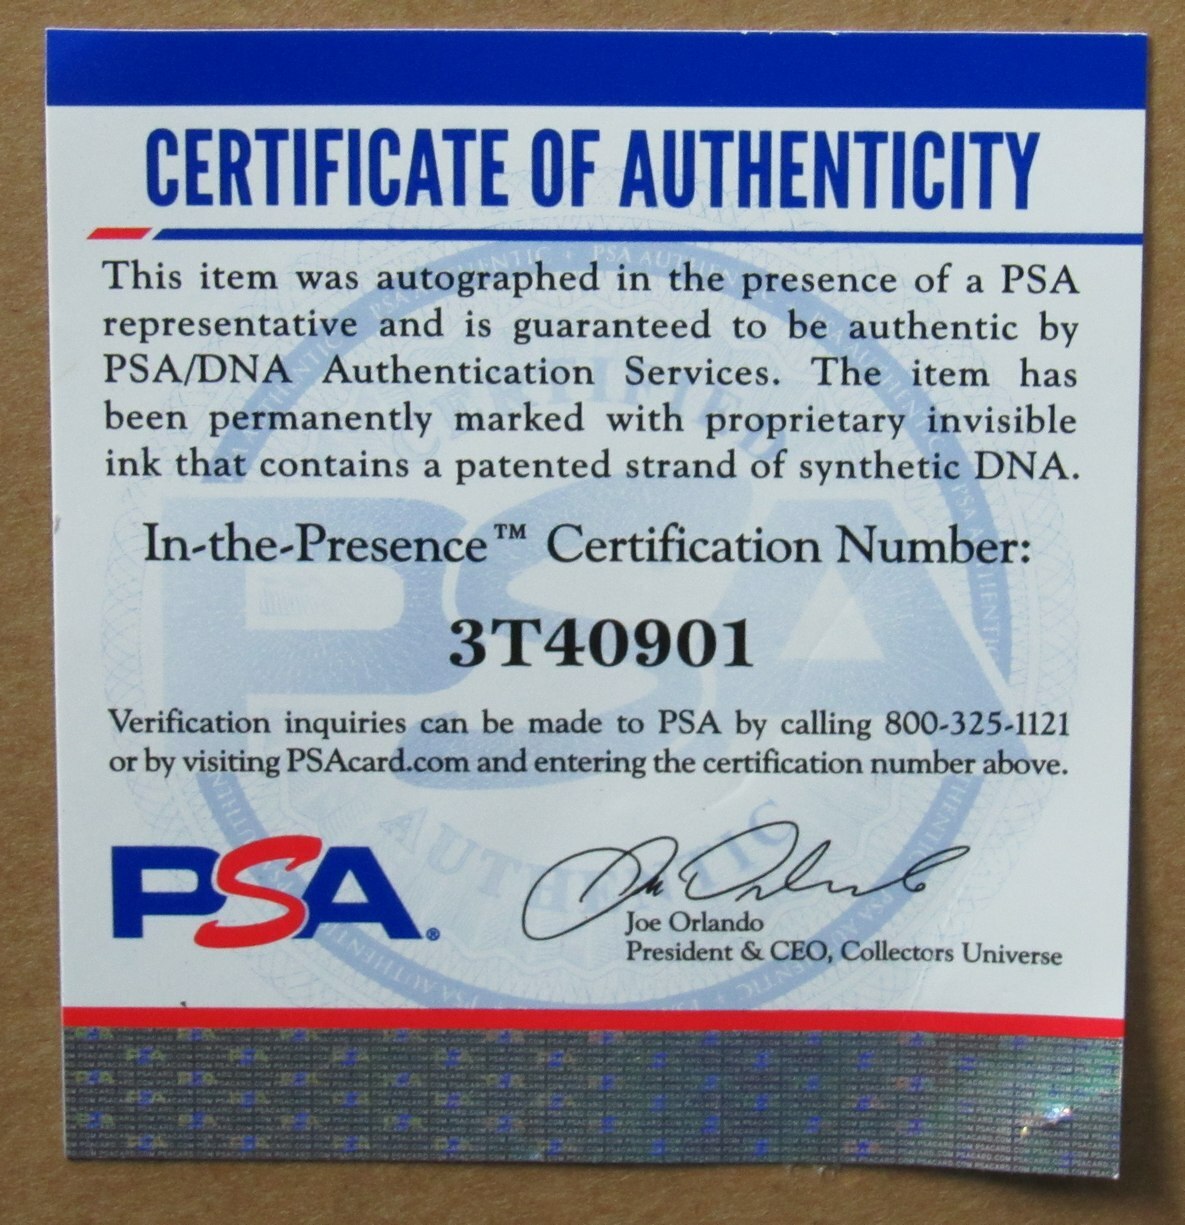 CERTIFICATE OF AUTHENTICITY
This item was autographed in the presence of a PSA
representative and is guaranteed to be authentic by
PSA/DNA Authentication Services. The item has
been permanently marked with proprietary invisible
ink that contains a patented strand of synthetic DNA.
In-the-Presence™ Certification Number:
3T40901
Verification inquiries can be made to PSA by calling 800-325-1121
or by visiting PSAcard.com and entering the certification number above.
PSA®
Joe Orlando
President & CEO, Collectors Universe